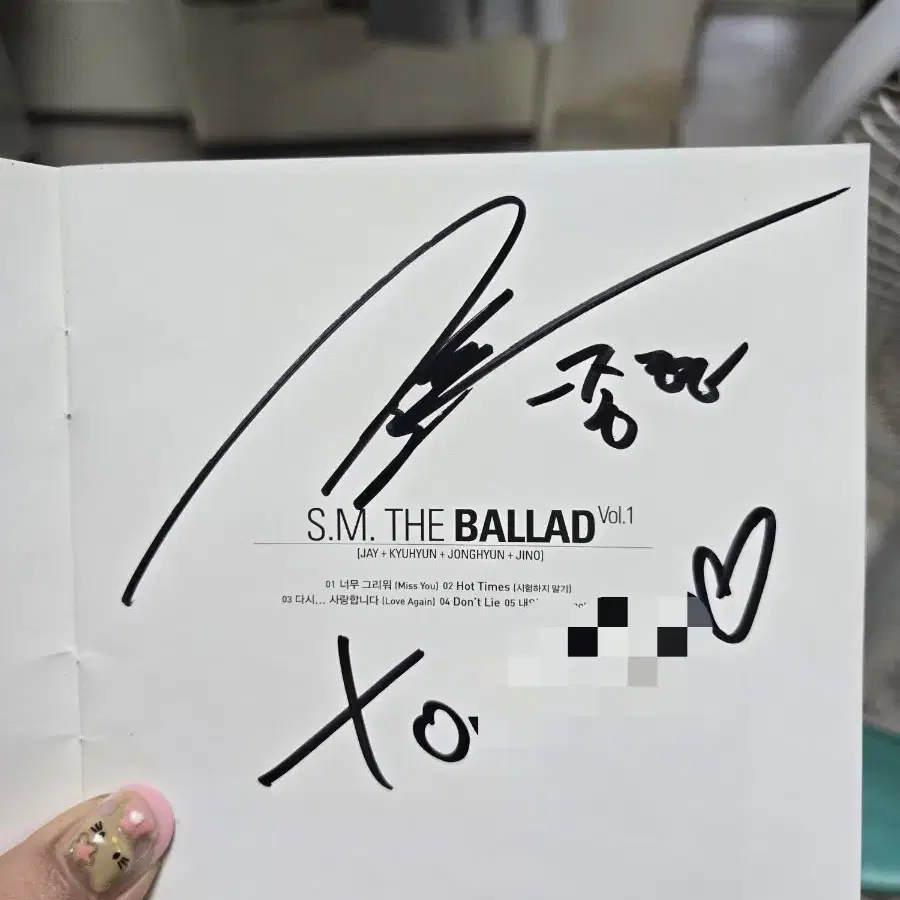 종현
S.M. THE BALLAD Vol.1
(JAY + KYUHYUN + JONGHYUN + JINO)
01 너무 그리워 (Miss You) 02 Hot Times (시험하지 말기)
03 다시... 사랑합니다 (Love Again) 04 Don't Lie 05
Xo.